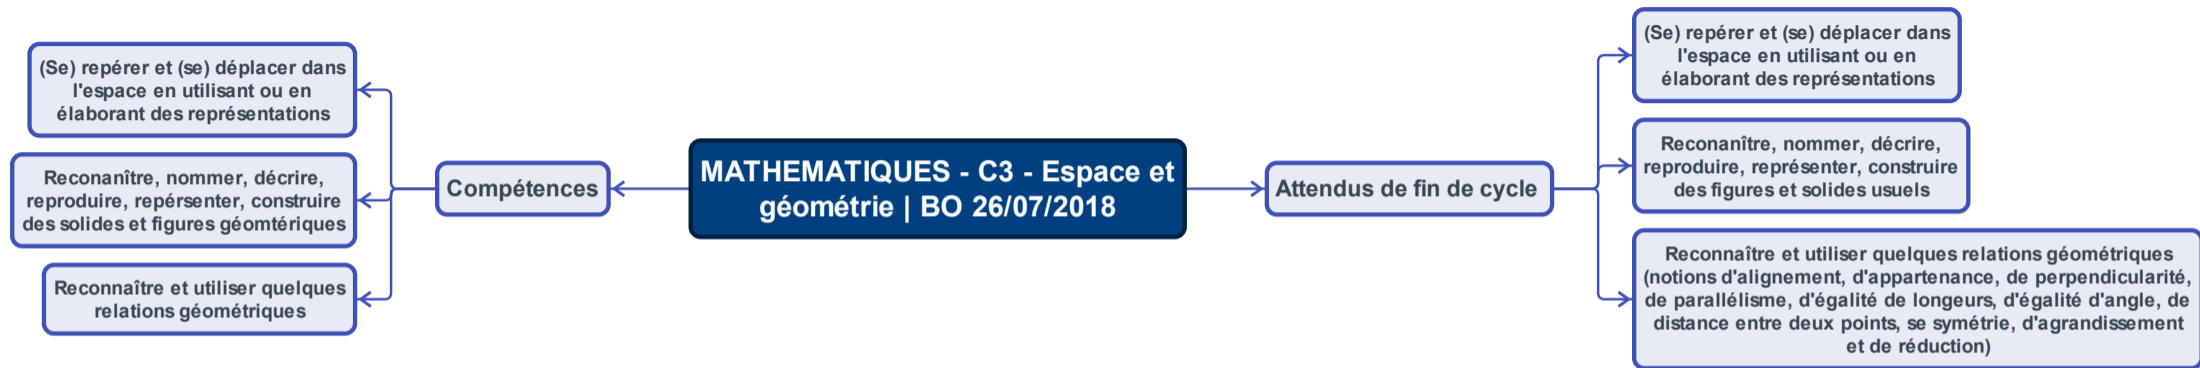 (Se) repérer et (se) déplacer dans
l'espace en utilisant ou en
élaborant des représentations
Reconanître, nommer, décrire,
reproduire, repérsenter, construire
des solides et figures géomtériques
Reconnaître et utiliser quelques
relations géométriques
Compétences
MATHEMATIQUES - C3 - Espace et
géométrie | BO 26/07/2018
Attendus de fin de cycle
(Se) repérer et (se) déplacer dans
l'espace en utilisant ou en
élaborant des représentations
Reconanître, nommer, décrire,
reproduire, représenter, construire
des figures et solides usuels
Reconnaître et utiliser quelques relations géométriques
(notions d'alignement, d'appartenance, de perpendicularité,
de parallélisme, d'égalité de longeurs, d'égalité d'angle, de
distance entre deux points, se symétrie, d'agrandissement
et de réduction)